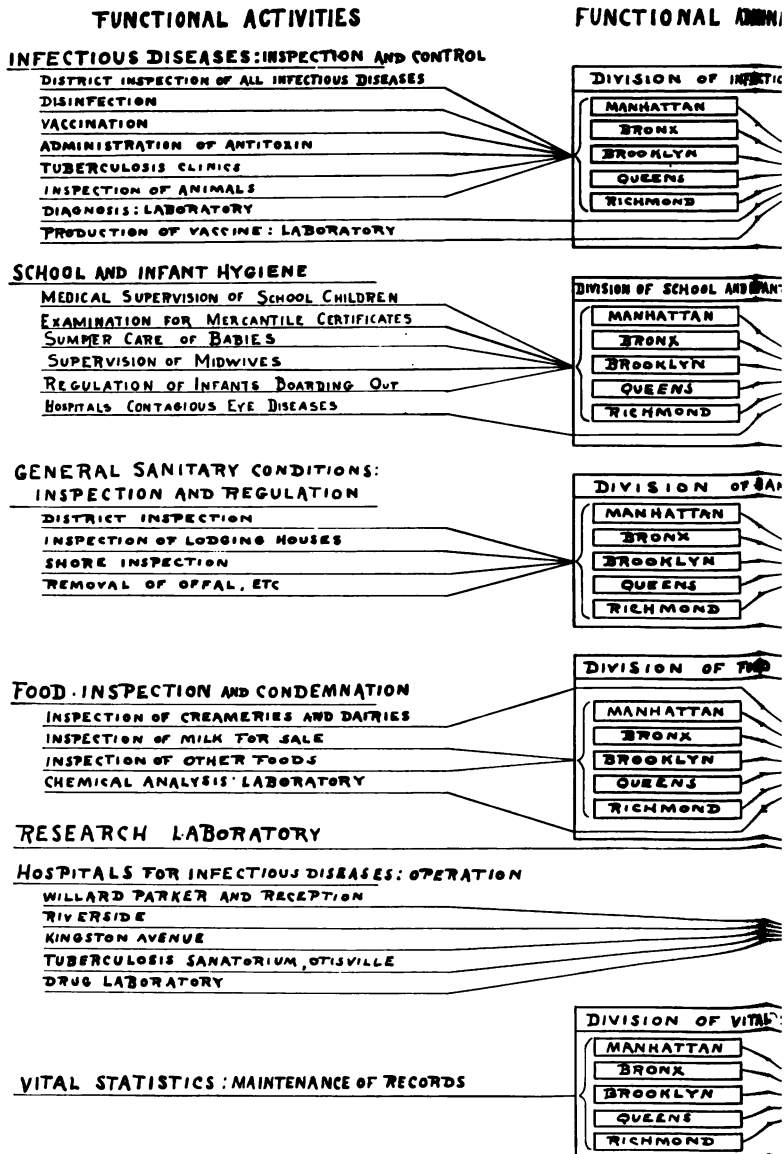 FUNCTIONAL ACTIVITIES
INFECTIOUS DISEASES: INSPECTION AND CONTROL
DISTRICT INSPECTION OF ALL INFECTIOUS DISEASES
DISINFECTION
VACCINATION
ADMINISTRATION OF ANTITOXIN
TUBERCULOSIS CLINICS
INSPECTION OF ANIMALS
DIAGNOSIS: LABORATORY
PRODUCTION OF VACCINE: LABORATORY
SCHOOL AND INFANT HYGIENE
MEDICAL SUPERVISION OF SCHOOL CHILDREN
EXAMINATION FOR MERCANTILE CERTIFICATES
SUMMER CARE OF BABIES
SUPERVISION OF MIDWIVES
REGULATION OF INFANTS BOARDING OUT
HOSPITALS CONTAGIOUS EYE DISEASES
GENERAL SANITARY CONDITIONS:
INSPECTION AND REGULATION
DISTRICT INSPECTION
INSPECTION OF LODGING HOUSES
SHORE INSPECTION
REMOVAL OF OFFAL, ETC
FOOD. INSPECTION AND CONDEMNATION
INSPECTION OF CREAMERIES AND DAIRIES
INSPECTION OF MILK FOR SALE
INSPECTION OF OTHER FOODS
CHEMICAL ANALYSIS: LABORATORY
RESEARCH LABORATORY
HOSPITALS FOR INFECTIOUS DISEASES: OPERATION
WILLARD PARKER AND RECEPTION
RIVERSIDE
KINGSTON AVENUE
TUBERCULOSIS SANATORIUM, OTISVILLE
DRUG LABORATORY
VITAL STATISTICS: MAINTENANCE OF RECORDS
FUNCTIONAL
DIVISION OF
MANHATTAN
BRONX
BROOKLYN
QUEENS
RICHMOND
DIVISION OF SCHOOL AND
MANHATTAN
BRONX
BROOKLYN
QUEENS
RICHMOND
DIVISION OF SAN
MANHATTAN
BRONX
BROOKLYN
QUEENS
RICHMOND
DIVISION OF FOOD
MANHATTAN
BRONX
BROOKLYN
QUEENS
RICHMOND
DIVISION OF VITAL
MANHATTAN
BRONX
BROOKLYN
QUEENS
RICHMOND